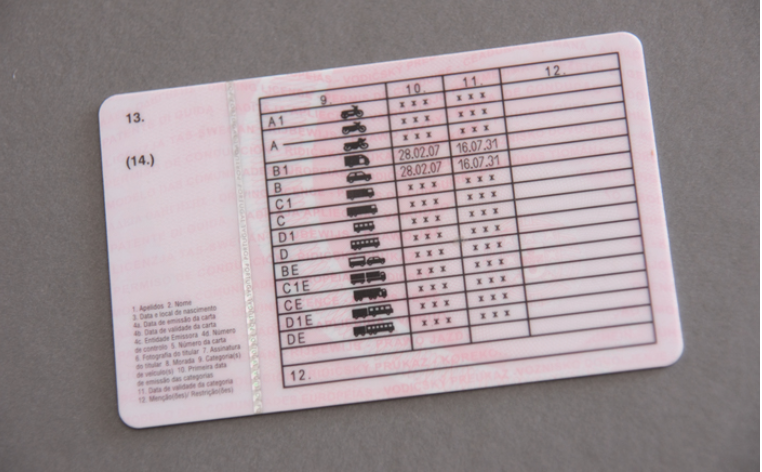 13.
(14.)
1. Apelidos 2. Nome
3. Data e local de nascimento
4a. Data de emissão da carta
4b. Data de validade da carta
4c. Entidade Emissora 4d. Número
de controlo 5. Número da carta
6. Fotografia do titular 7. Assinatura
do titular 8. Morada 9. Categoria(s)
de veículo(s) 10. Primeira data
de emissão das categorias
11. Data de validade da categoria
12. Menção(ões)/ Restrição(ões)
9. 10. 11. 12.
A1 x x x x x x
A x x x x x x
x x x x x x
B1 28.02.07 16.07.31
B 28.02.07 16.07.31
C1 x x x x x x
C x x x x x x
D1 x x x x x x
D x x x x x x
BE x x x x x x
C1E x x x x x x
CE x x x x x x
D1E x x x x x x
DE x x x x x x
12.